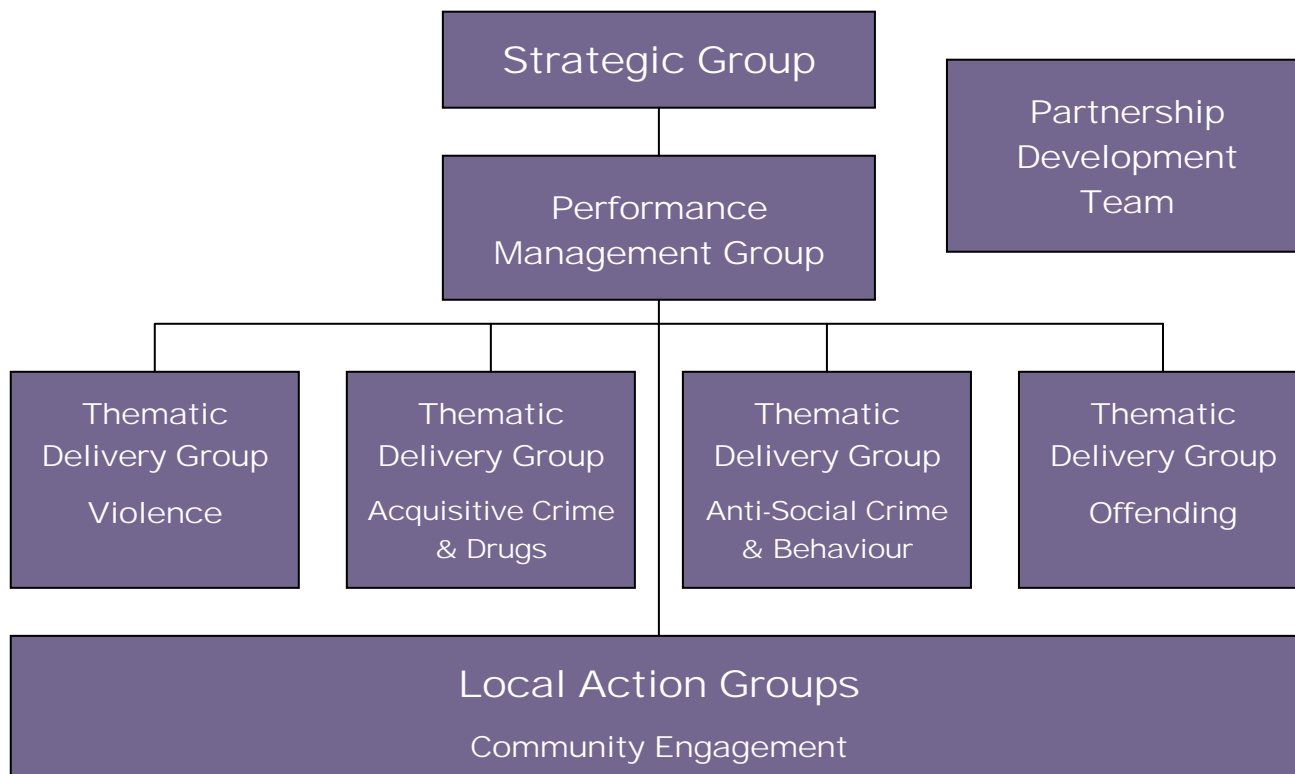 Strategic Group
Partnership
Development
Team
Performance
Management Group
Thematic
Delivery Group
Violence
Thematic
Delivery Group
Acquisitive Crime
& Drugs
Thematic
Delivery Group
Anti-Social Crime
& Behaviour
Thematic
Delivery Group
Offending
Local Action Groups
Community Engagement